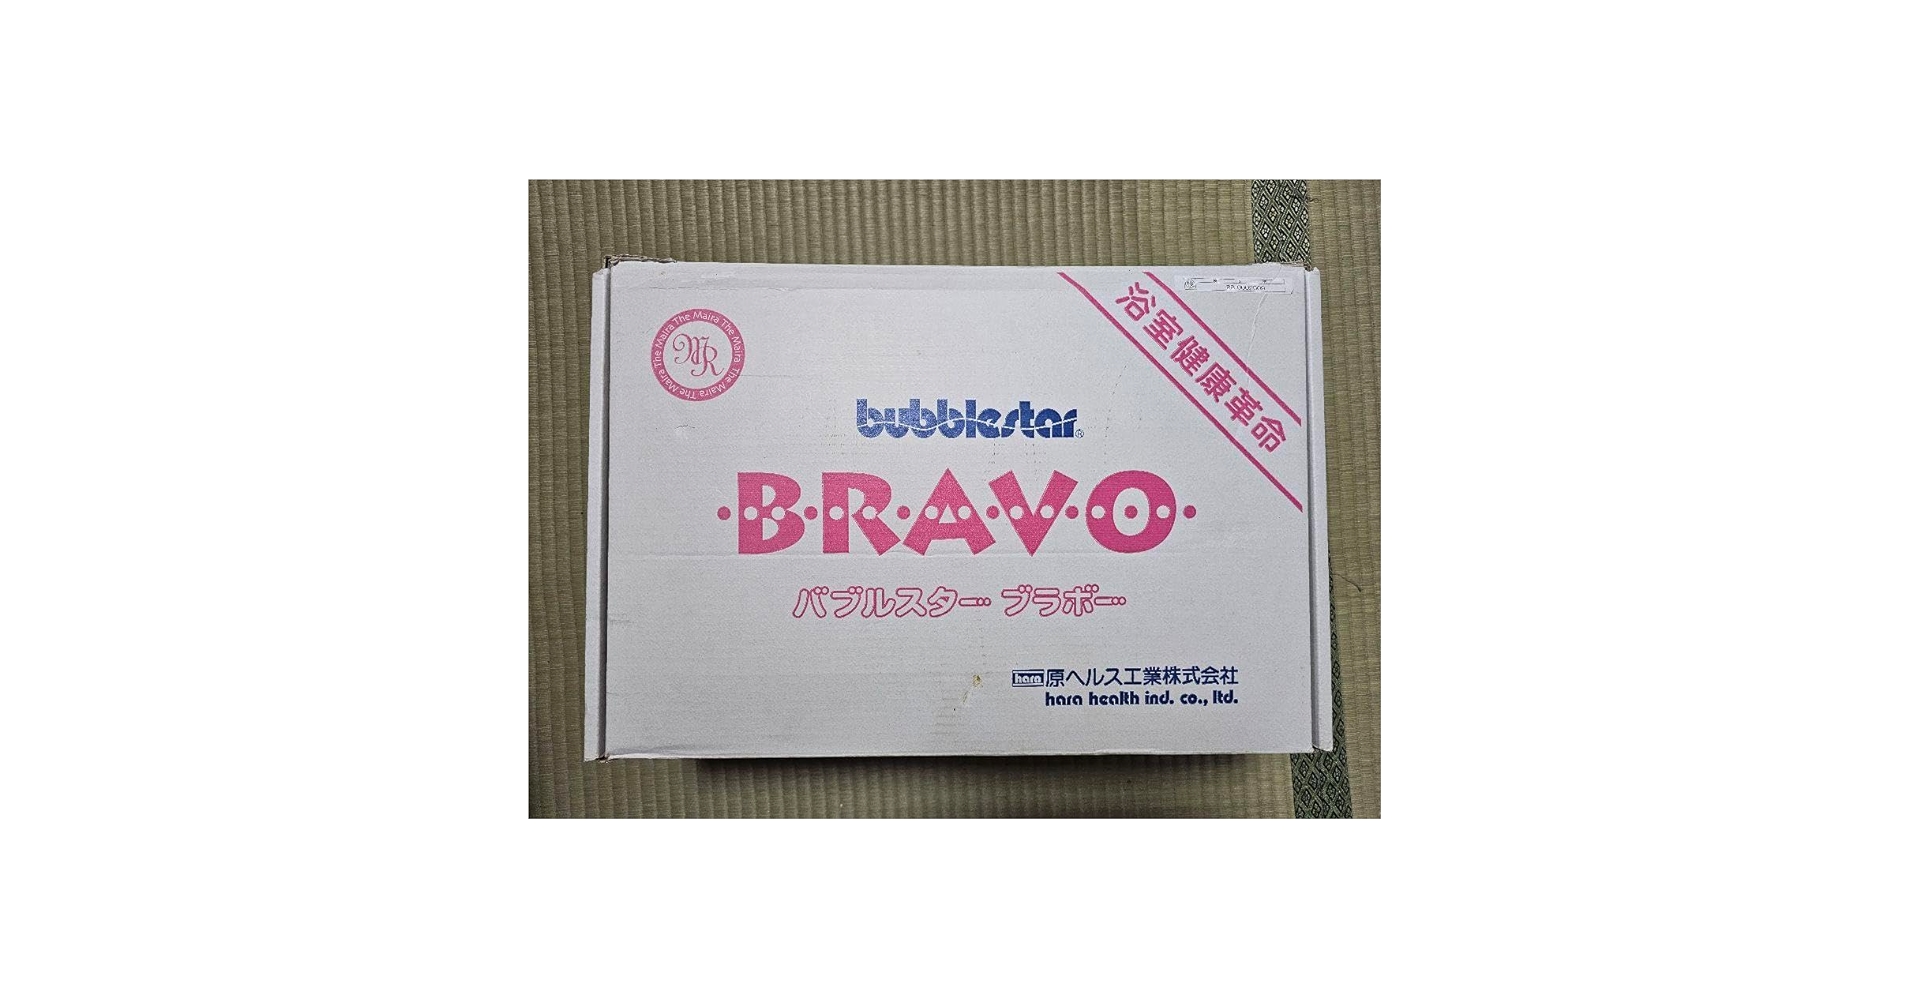 The Maira The Maira The Maira The Maira
MR
浴室健康革命
bubblestar®
·B·R·A·V·O·
バブルスター ブラボー
hara 原ヘルス工業株式会社
hara health ind. co., ltd.